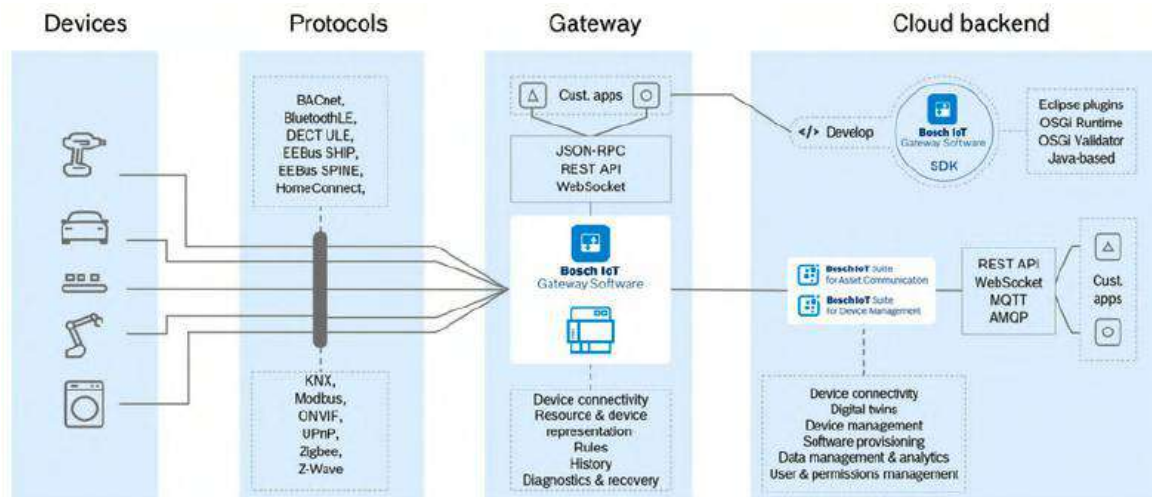 Devices
Protocols
Gateway
Cloud backend
BACnet,
BluetoothLE,
DECT ULE,
EEBus SHIP,
EEBus SPINE,
HomeConnect,
KNX,
Modbus,
ONVIF,
UPnP,
Zigbee,
Z-Wave
Cust. apps
JSON-RPC
REST API
WebSocket
Bosch IoT
Gateway Software
Device connectivity
Resource & device
representation
Rules
History
Diagnostics & recovery
</> Develop
Bosch IoT
Gateway Software
SDK
Eclipse plugins
OSGi Runtime
OSGi Validator
Java-based
Bosch IoT Suite
for Asset Communication
Bosch IoT Suite
for Device Management
REST API
WebSocket
MQTT
AMQP
Cust.
apps
Device connectivity
Digital twins
Device management
Software provisioning
Data management & analytics
User & permissions management